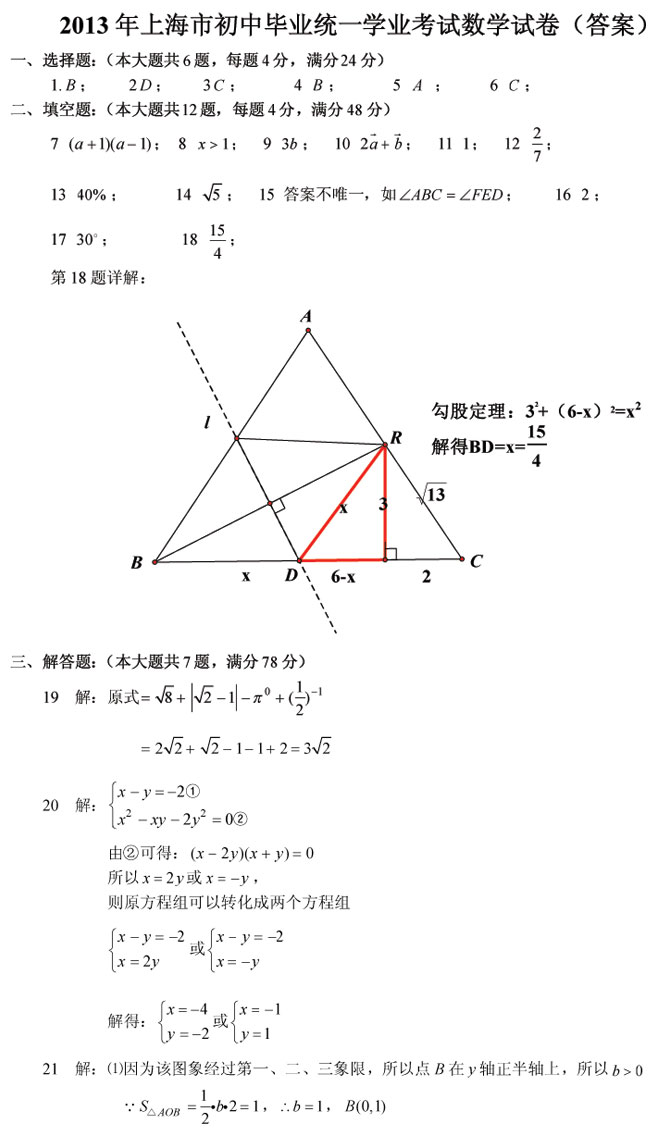 2013年上海市初中毕业统一学业考试数学试卷（答案）
一、选择题：（本大题共6题，每题4分，满分24分）
1. B； 2 D； 3 C； 4 B； 5 A ； 6 C；
二、填空题：（本大题共12题，每题4分，满分48分）
7 (a+1)(a−1)； 8 x>1； 9 3b； 10 2a⃗+b⃗； 11 1； 12 2/7；
13 40%； 14 √5； 15 答案不唯一，如∠ABC=∠FED； 16 2；
17 30°； 18 15/4；
第18题详解：
A
l
R
勾股定理：3²+（6-x）²=x²
解得BD=x=15/4
√13
x
3
B
x
D
6-x
2
C
三、解答题：（本大题共7题，满分78分）
19 解：原式=√8+|√2−1|−π⁰+(1/2)⁻¹
=2√2+√2−1−1+2=3√2
20 解：{x−y=−2①
x²−xy−2y²=0②
由②可得：(x−2y)(x+y)=0
所以x=2y或x=−y，
则原方程组可以转化成两个方程组
{x−y=−2 或 {x−y=−2
x=2y x=−y
解得：{x=−4 或 {x=−1
y=−2 y=1
21 解：⑴因为该图象经过第一、二、三象限，所以点B在y轴正半轴上，所以b>0
∵S△AOB=1/2•b•2=1，∴b=1，B(0,1)